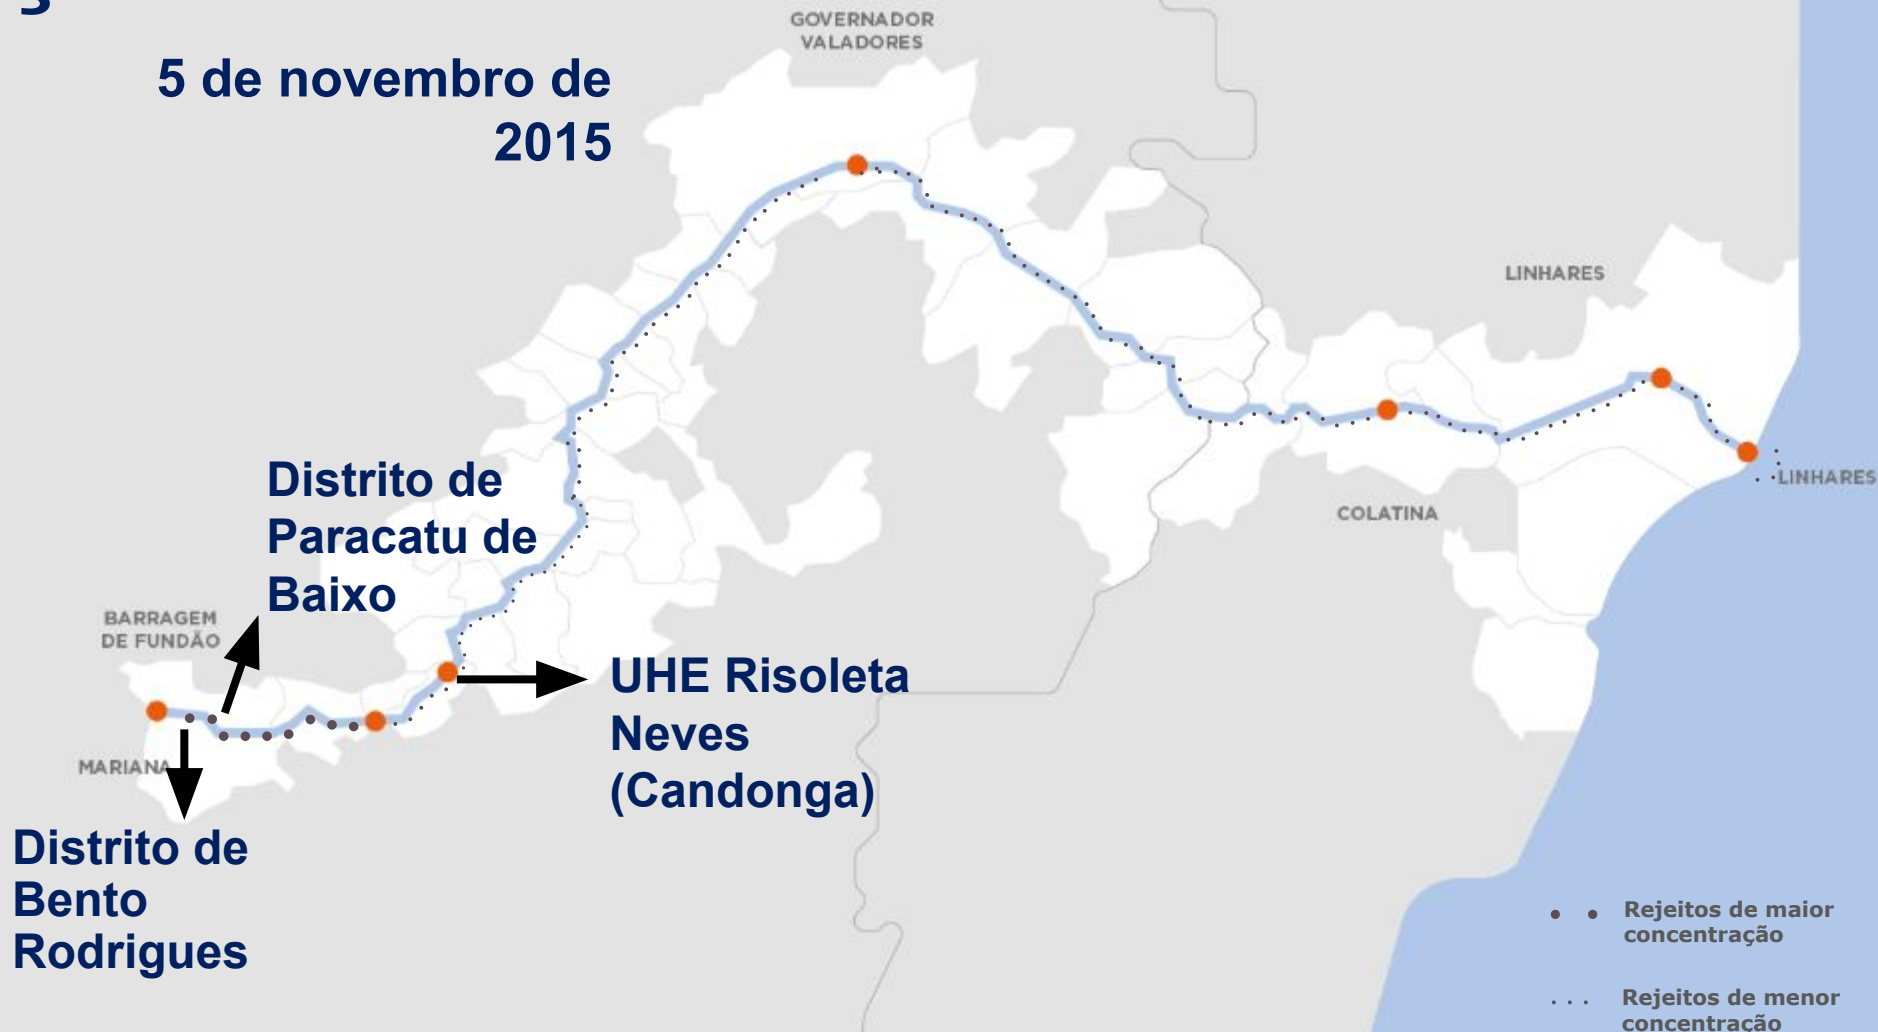 GOVERNADOR
VALADORES
5 de novembro de
2015
LINHARES
LINHARES
COLATINA
Distrito de
Paracatu de
Baixo
BARRAGEM
DE FUNDÃO
UHE Risoleta
Neves
(Candonga)
MARIANA
Distrito de
Bento
Rodrigues
Rejeitos de maior
concentração
Rejeitos de menor
concentração